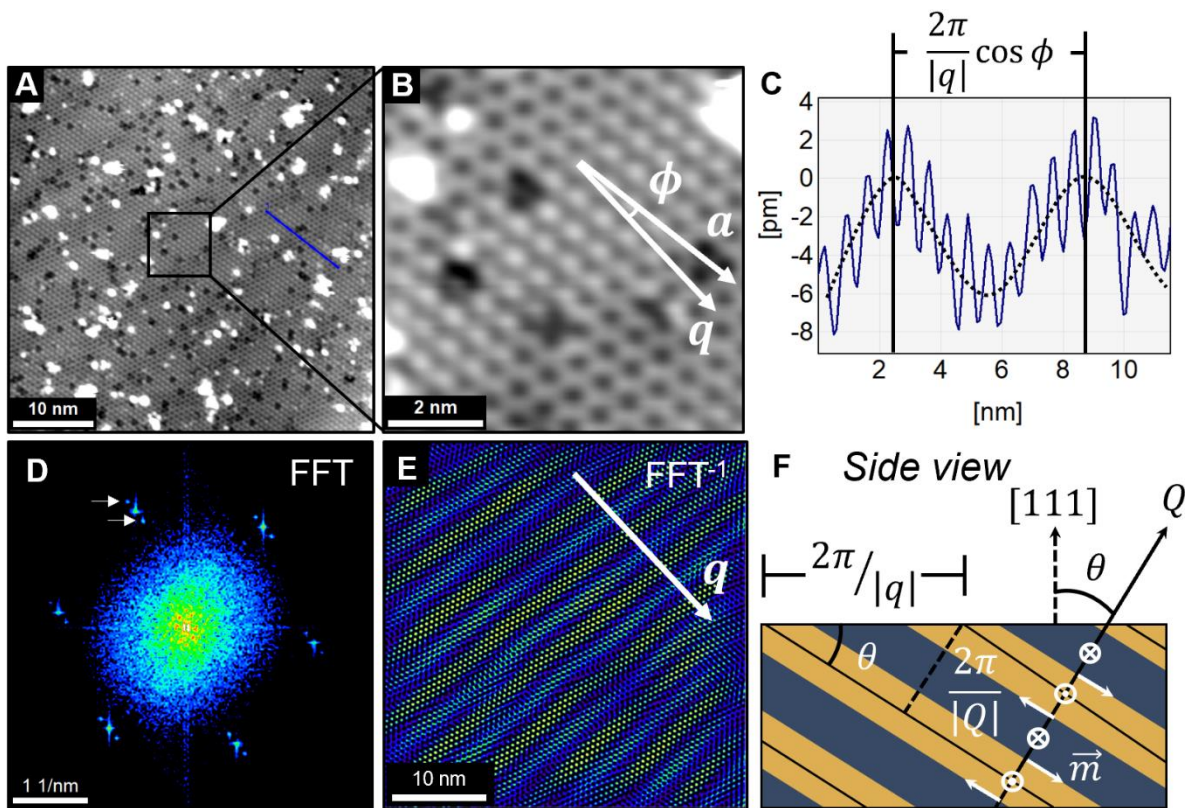 A
10 nm
B
ϕ
a
q
2 nm
2π/|q| cos ϕ
C
4
2
0
-2
-4
-6
-8
[pm]
2 4 6 8 10
[nm]
D
FFT
1 1/nm
E
FFT⁻¹
q
10 nm
F
Side view
[111]
Q
θ
2π/|q|
θ
2π/|Q|
m⃗